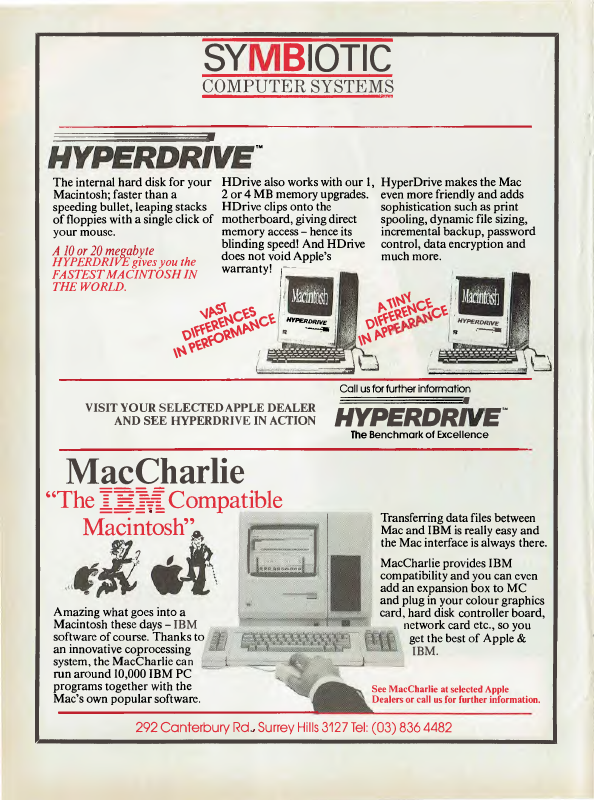 SYMBIOTIC
COMPUTER SYSTEMS
HYPERDRIVE™
The internal hard disk for your
Macintosh; faster than a
speeding bullet, leaping stacks
of floppies with a single click of
your mouse.
A 10 or 20 megabyte
HYPERDRIVE gives you the
FASTEST MACINTOSH IN
THE WORLD.
HDrive also works with our 1,
2 or 4 MB memory upgrades.
HDrive clips onto the
motherboard, giving direct
memory access – hence its
blinding speed! And HDrive
does not void Apple's
warranty!
HyperDrive makes the Mac
even more friendly and adds
sophistication such as print
spooling, dynamic file sizing,
incremental backup, password
control, data encryption and
much more.
VAST
DIFFERENCES
IN PERFORMANCE
Macintosh
HYPERDRIVE
A TINY
DIFFERENCE
IN APPEARANCE
Macintosh
HYPERDRIVE
VISIT YOUR SELECTED APPLE DEALER
AND SEE HYPERDRIVE IN ACTION
Call us for further information
HYPERDRIVE™
The Benchmark of Excellence
MacCharlie
“The IBM Compatible
Macintosh”
Amazing what goes into a
Macintosh these days – IBM
software of course. Thanks to
an innovative coprocessing
system, the MacCharlie can
run around 10,000 IBM PC
programs together with the
Mac's own popular software.
Transferring data files between
Mac and IBM is really easy and
the Mac interface is always there.
MacCharlie provides IBM
compatibility and you can even
add an expansion box to MC
and plug in your colour graphics
card, hard disk controller board,
network card etc., so you
get the best of Apple &
IBM.
See MacCharlie at selected Apple
Dealers or call us for further information.
292 Canterbury Rd., Surrey Hills 3127 Tel: (03) 836 4482